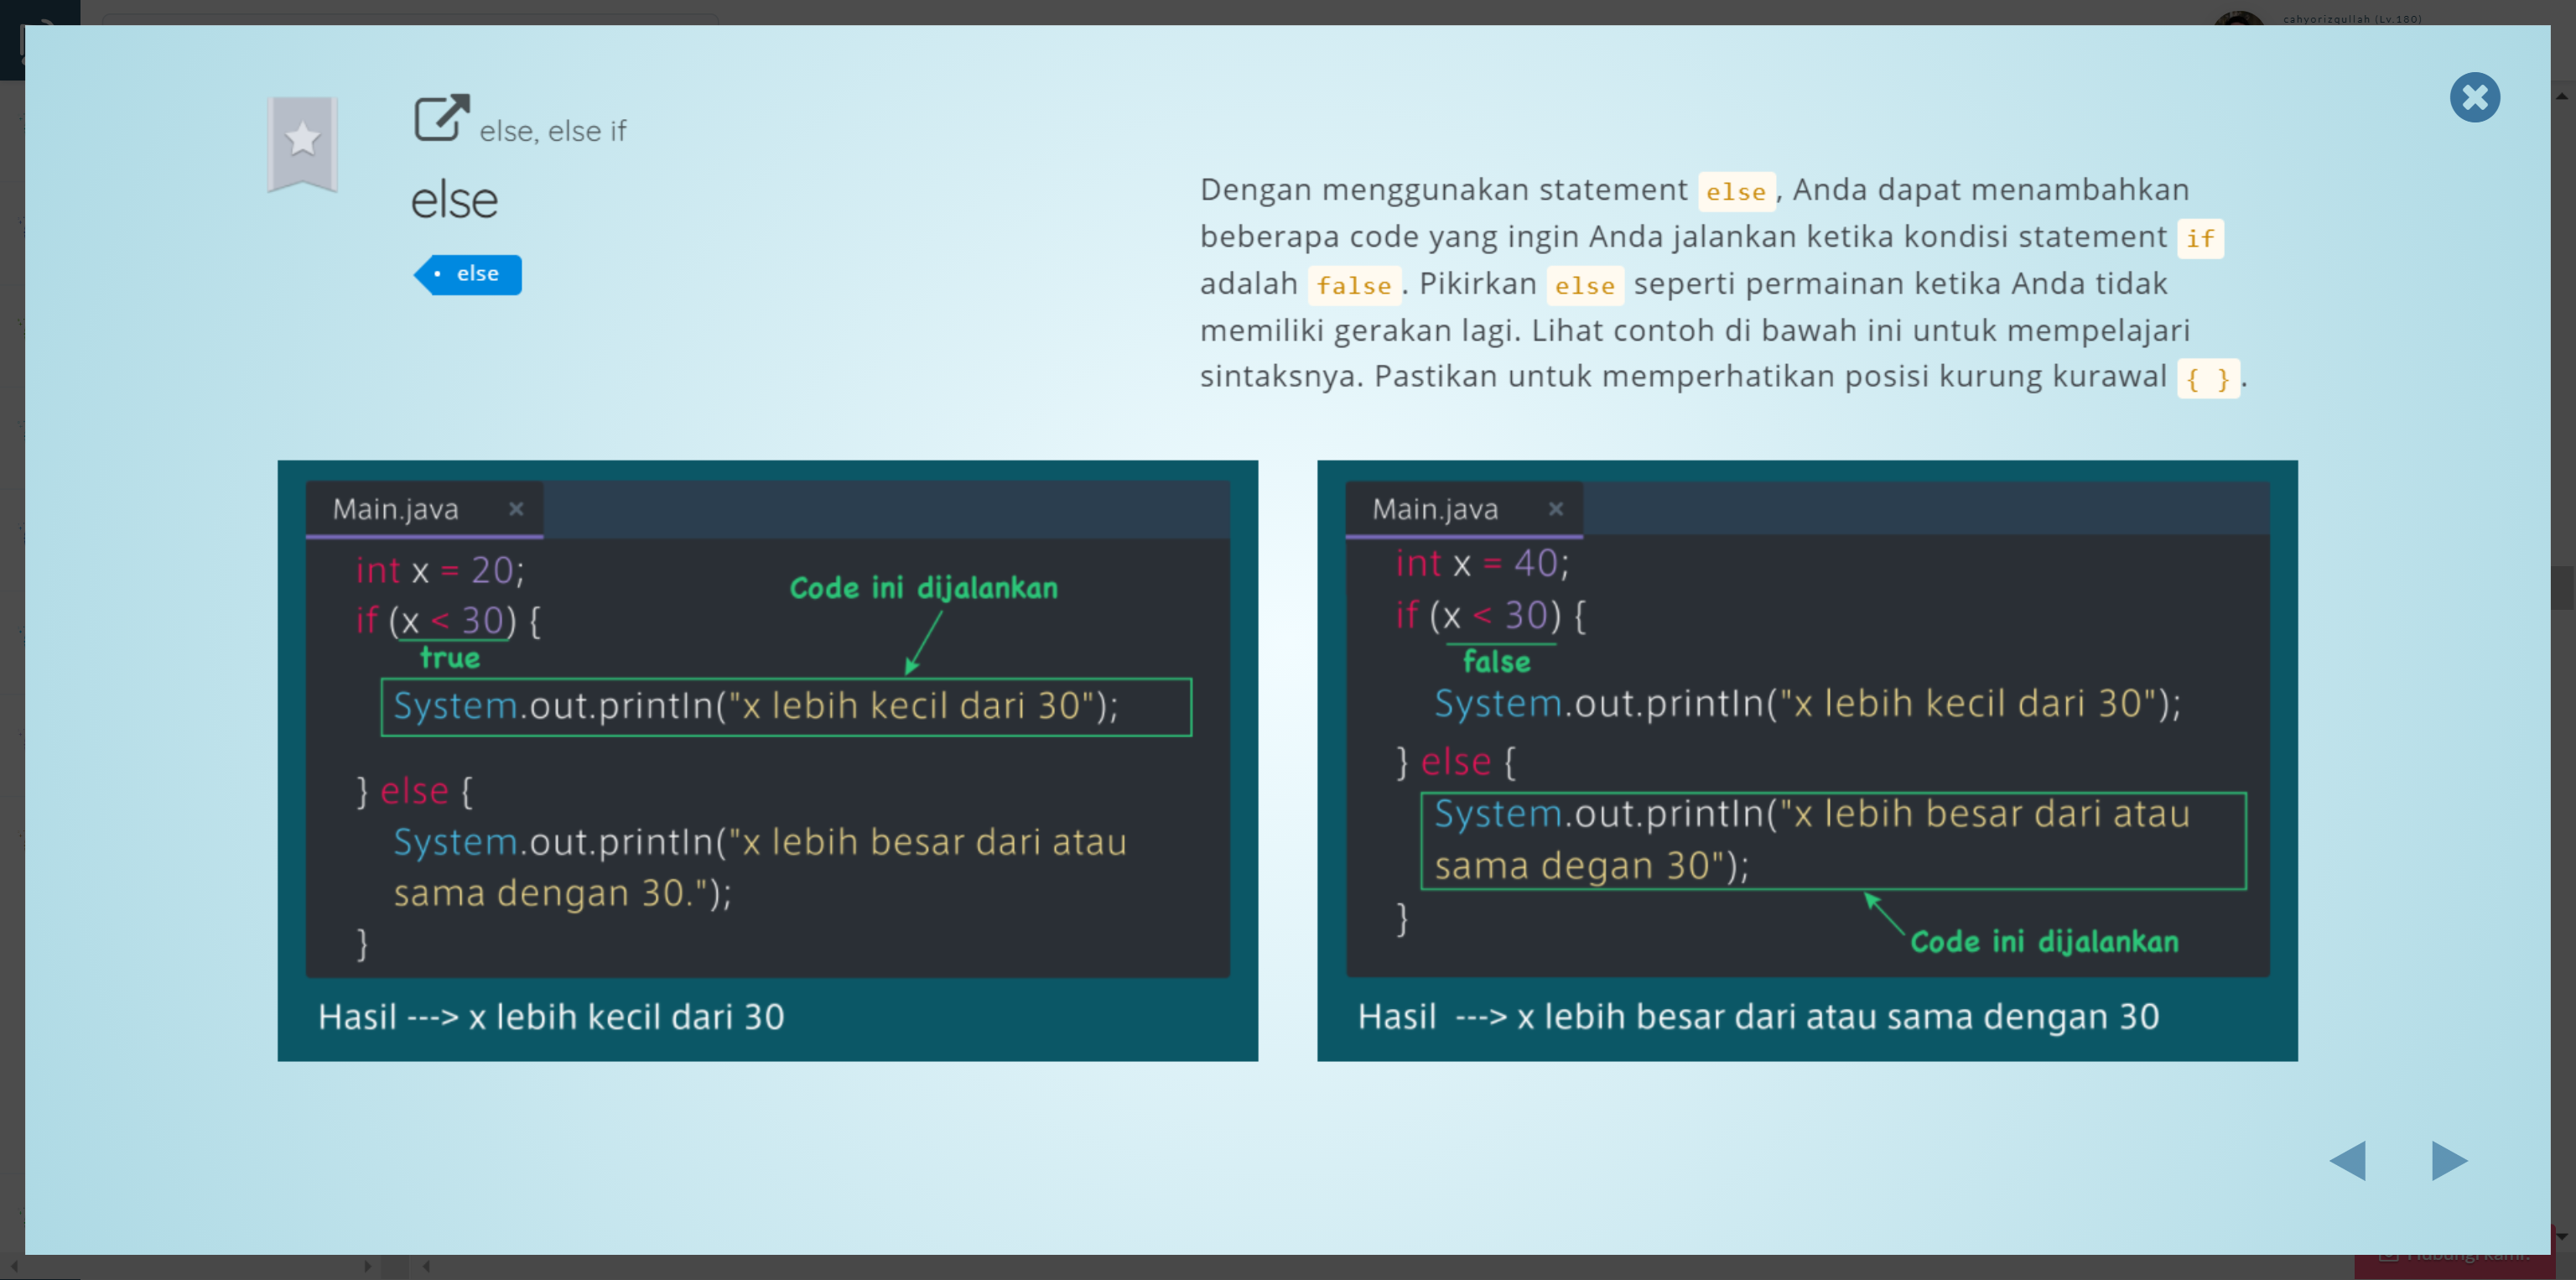 cahyorizqullah (Lv.180)
else, else if
else
else
Dengan menggunakan statement else, Anda dapat menambahkan
beberapa code yang ingin Anda jalankan ketika kondisi statement if
adalah false. Pikirkan else seperti permainan ketika Anda tidak
memiliki gerakan lagi. Lihat contoh di bawah ini untuk mempelajari
sintaksnya. Pastikan untuk memperhatikan posisi kurung kurawal { }.
Main.java
int x = 20;
if (x < 30) {
true
Code ini dijalankan
System.out.println("x lebih kecil dari 30");
} else {
System.out.println("x lebih besar dari atau
sama dengan 30.");
}
Hasil ---> x lebih kecil dari 30
Main.java
int x = 40;
if (x < 30) {
false
System.out.println("x lebih kecil dari 30");
} else {
System.out.println("x lebih besar dari atau
sama degan 30");
}
Code ini dijalankan
Hasil ---> x lebih besar dari atau sama dengan 30